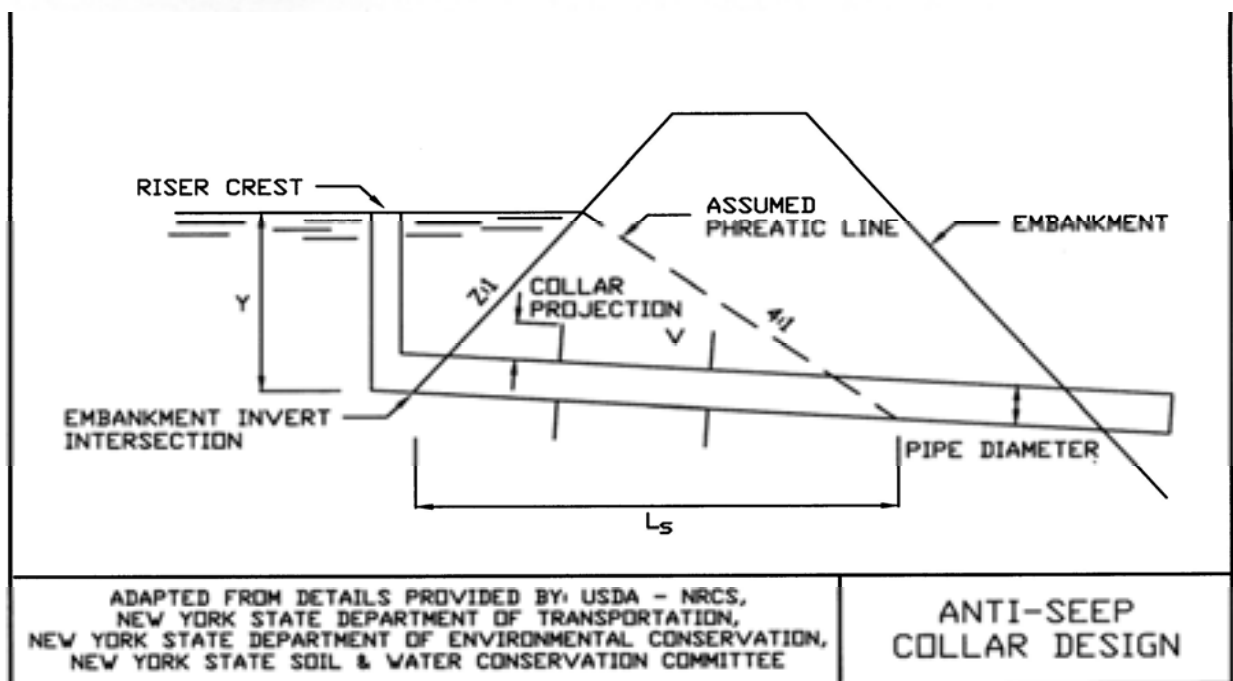 RISER CREST
ASSUMED
PHREATIC LINE
EMBANKMENT
Y
2:1
COLLAR
PROJECTION
V
4:1
EMBANKMENT INVERT
INTERSECTION
PIPE DIAMETER
LS
ADAPTED FROM DETAILS PROVIDED BY: USDA - NRCS,
NEW YORK STATE DEPARTMENT OF TRANSPORTATION,
NEW YORK STATE DEPARTMENT OF ENVIRONMENTAL CONSERVATION,
NEW YORK STATE SOIL & WATER CONSERVATION COMMITTEE
ANTI-SEEP
COLLAR DESIGN